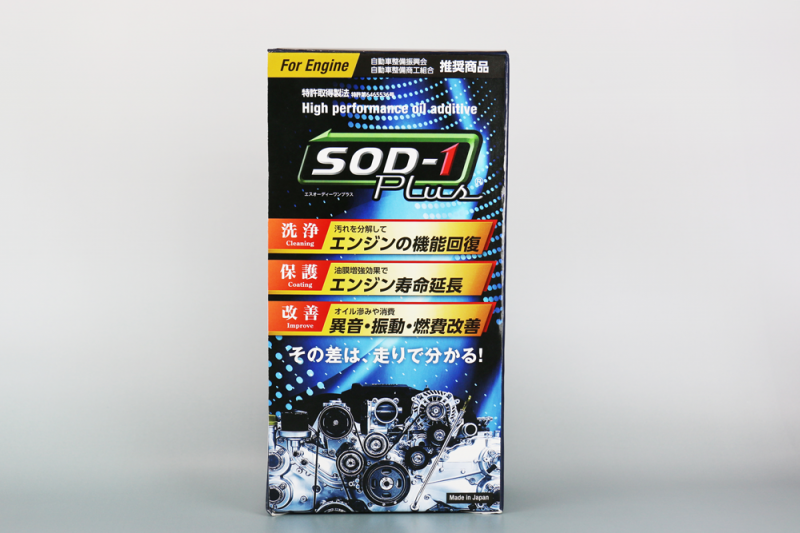 For Engine
自動車整備振興会
自動車整備商工組合
推奨商品
特許取得製法
High performance oil additive
SOD-1
Plus
エスオーディーワンプラス
洗浄
Cleaning
汚れを分解して
エンジンの機能回復
保護
Coating
油膜増強効果で
エンジン寿命延長
改善
Improve
オイル滲みや消費
異音・振動・燃費改善
その差は、走りで分かる!
Made in Japan